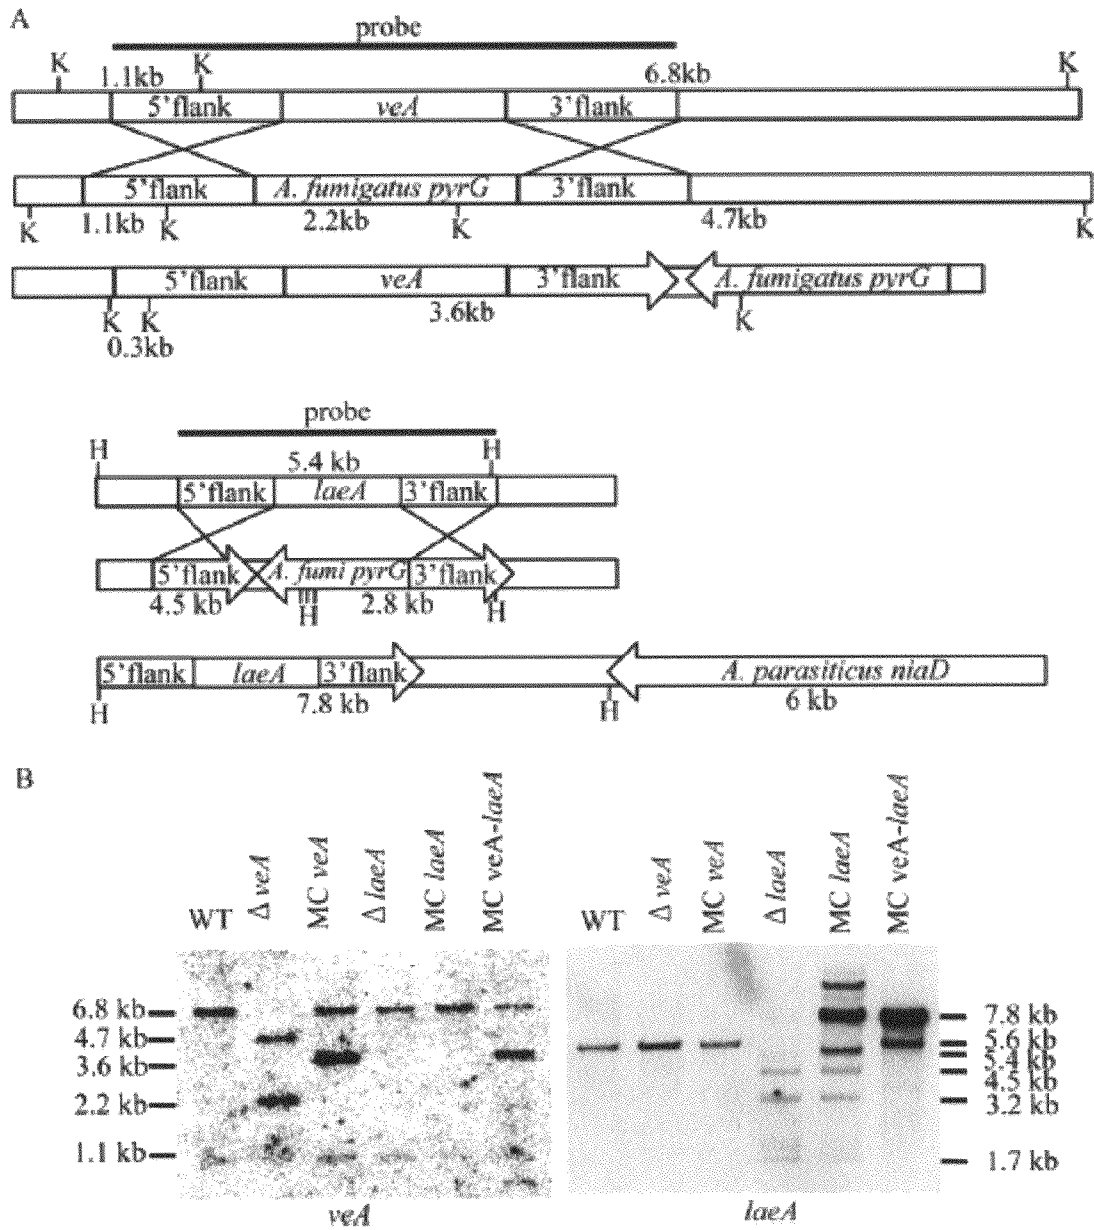 A
probe
K K K
1.1kb 6.8kb
5'flank veA 3'flank
5'flank A. fumigatus pyrG 3'flank
K 1.1kb K 2.2kb K 4.7kb K
5'flank veA 3'flank A. fumigatus pyrG
K K 3.6kb K
0.3kb
probe
H H
5.4 kb
5'flank laeA 3'flank
5'flank A. fumi pyrG 3'flank
4.5 kb H 2.8 kb H
5'flank laeA 3'flank A. parasiticus niaD
H 7.8 kb H 6 kb
B
WT Δ veA MC veA Δ laeA MC laeA MC veA-laeA
WT Δ veA MC veA Δ laeA MC laeA MC veA-laeA
6.8 kb
4.7 kb
3.6 kb
2.2 kb
1.1 kb
7.8 kb
5.6 kb
5.4 kb
4.5 kb
3.2 kb
1.7 kb
veA laeA